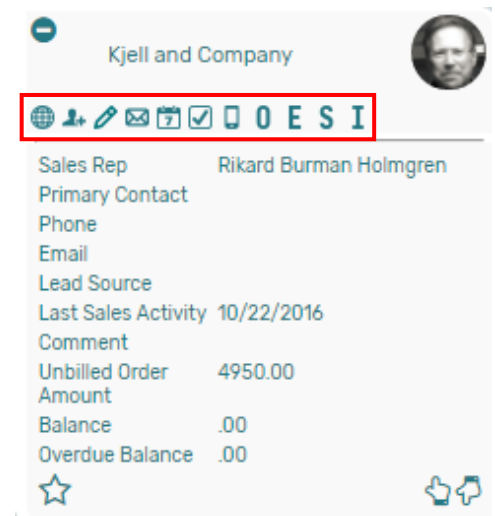 Kjell and Company
7
O E S I
Sales Rep Rikard Burman Holmgren
Primary Contact
Phone
Email
Lead Source
Last Sales Activity 10/22/2016
Comment
Unbilled Order 4950.00
Amount
Balance .00
Overdue Balance .00